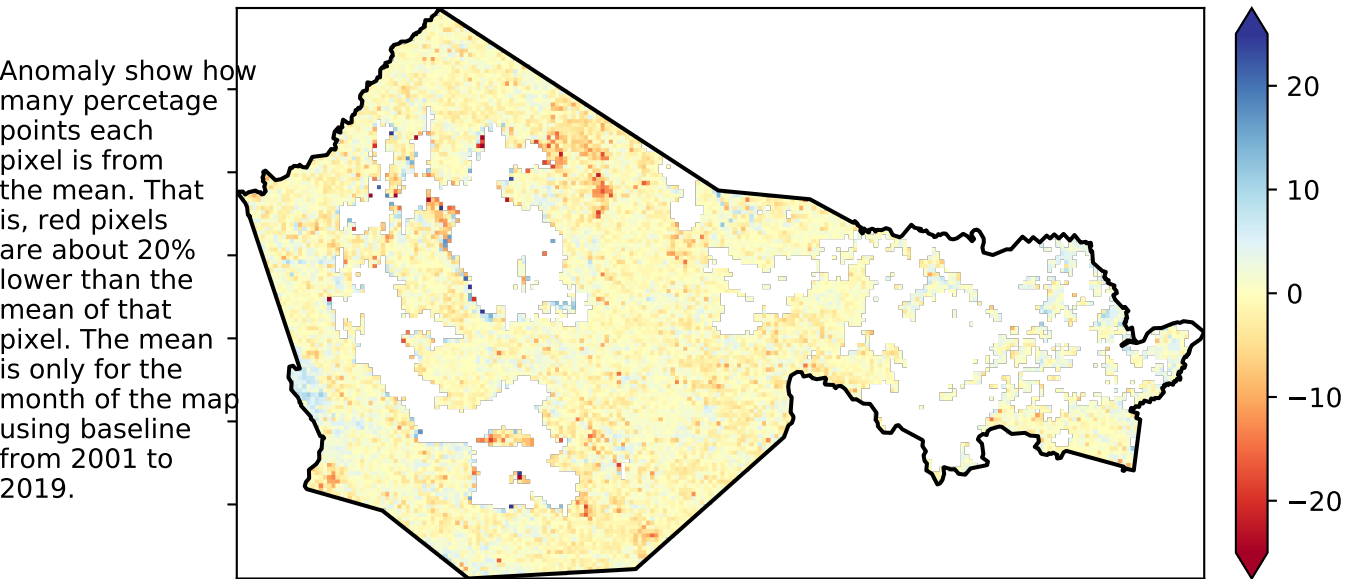 Anomaly show how
many percetage
points each
pixel is from
the mean. That
is, red pixels
are about 20%
lower than the
mean of that
pixel. The mean
is only for the
month of the map
using baseline
from 2001 to
2019.
20
10
0
−10
−20